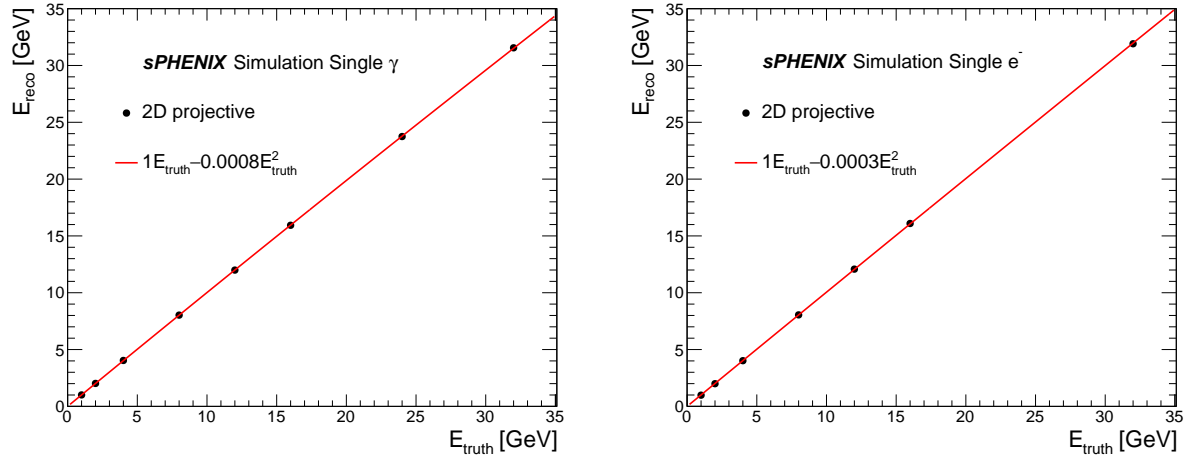 E_reco [GeV]
35
30
25
20
15
10
5
0
sPHENIX Simulation Single γ
2D projective
1E_truth−0.0008E²_truth
0 5 10 15 20 25 30 35
E_truth [GeV]
E_reco [GeV]
35
30
25
20
15
10
5
0
sPHENIX Simulation Single e⁻
2D projective
1E_truth−0.0003E²_truth
0 5 10 15 20 25 30 35
E_truth [GeV]